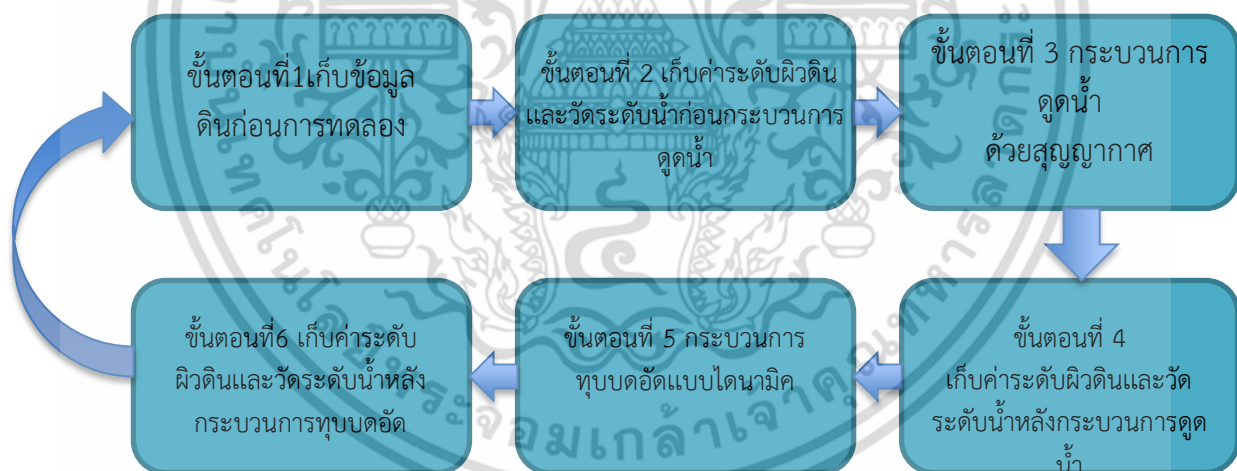 ขั้นตอนที่1เก็บข้อมูล
ดินก่อนการทดลอง
ขั้นตอนที่ 2 เก็บค่าระดับผิวดิน
และวัดระดับน้ำก่อนกระบวนการ
ดูดน้ำ
ขั้นตอนที่ 3 กระบวนการ
ดูดน้ำ
ด้วยสุญญากาศ
ขั้นตอนที่ 4
เก็บค่าระดับผิวดินและวัด
ระดับน้ำหลังกระบวนการดูด
น้ำ
ขั้นตอนที่ 5 กระบวนการ
ทุบบดอัดแบบไดนามิค
ขั้นตอนที่6 เก็บค่าระดับ
ผิวดินและวัดระดับน้ำหลัง
กระบวนการทุบบดอัด